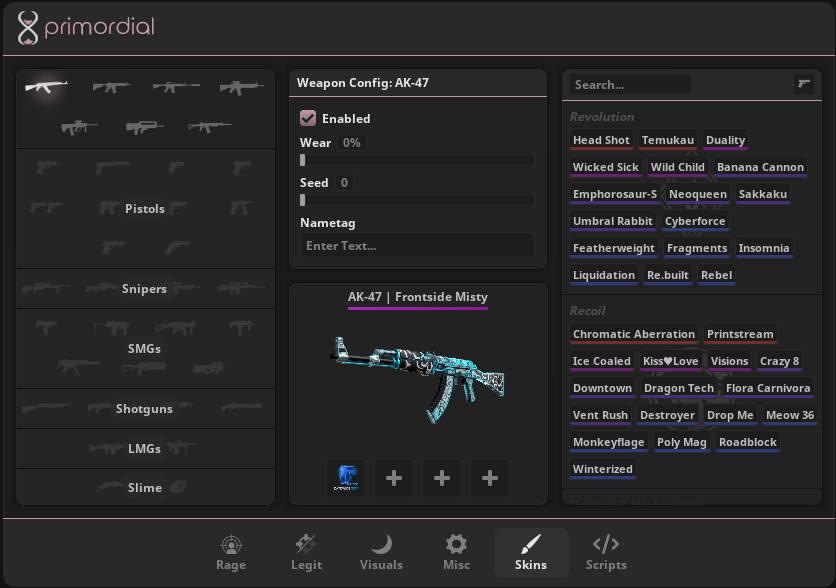 primordial
Pistols
Snipers
SMGs
Shotguns
LMGs
Slime
Weapon Config: AK-47
Enabled
Wear 0%
Seed 0
Nametag
Enter Text...
AK-47 | Frontside Misty
Search...
Revolution
Head Shot Temukau Duality
Wicked Sick Wild Child Banana Cannon
Emphorosaur-S Neoqueen Sakkaku
Umbral Rabbit Cyberforce
Featherweight Fragments Insomnia
Liquidation Re.built Rebel
Recoil
Chromatic Aberration Printstream
Ice Coaled Kiss♥Love Visions Crazy 8
Downtown Dragon Tech Flora Carnivora
Vent Rush Destroyer Drop Me Meow 36
Monkeyflage Poly Mag Roadblock
Winterized
Rage Legit Visuals Misc Skins Scripts